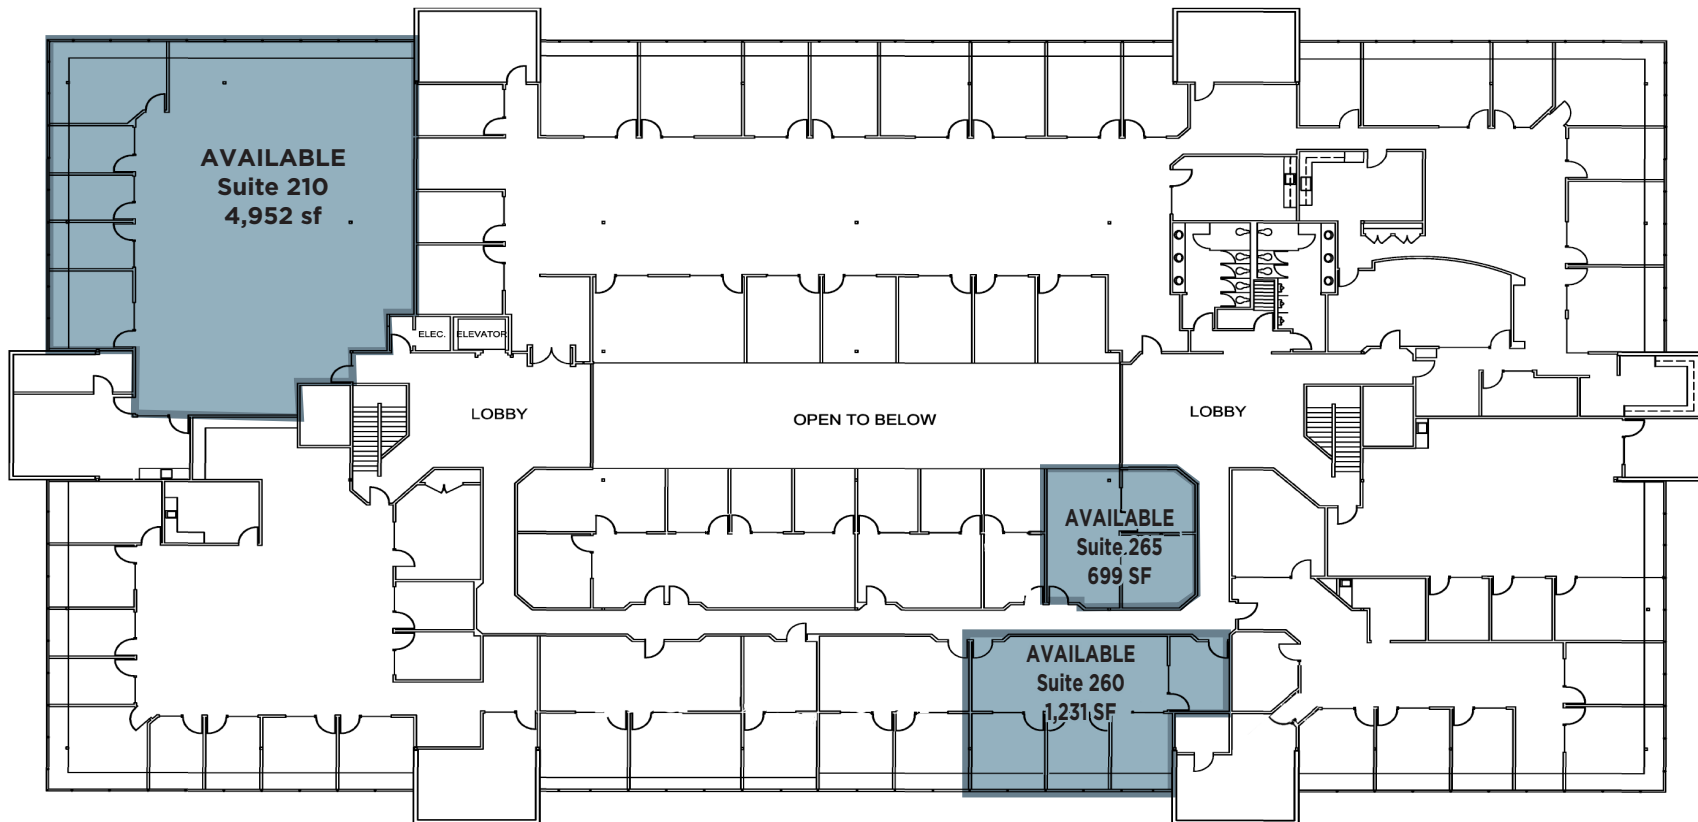 AVAILABLE
Suite 210
4,952 sf
ELEC.
ELEVATOR
LOBBY
OPEN TO BELOW
LOBBY
AVAILABLE
Suite 265
699 SF
AVAILABLE
Suite 260
1,231 SF